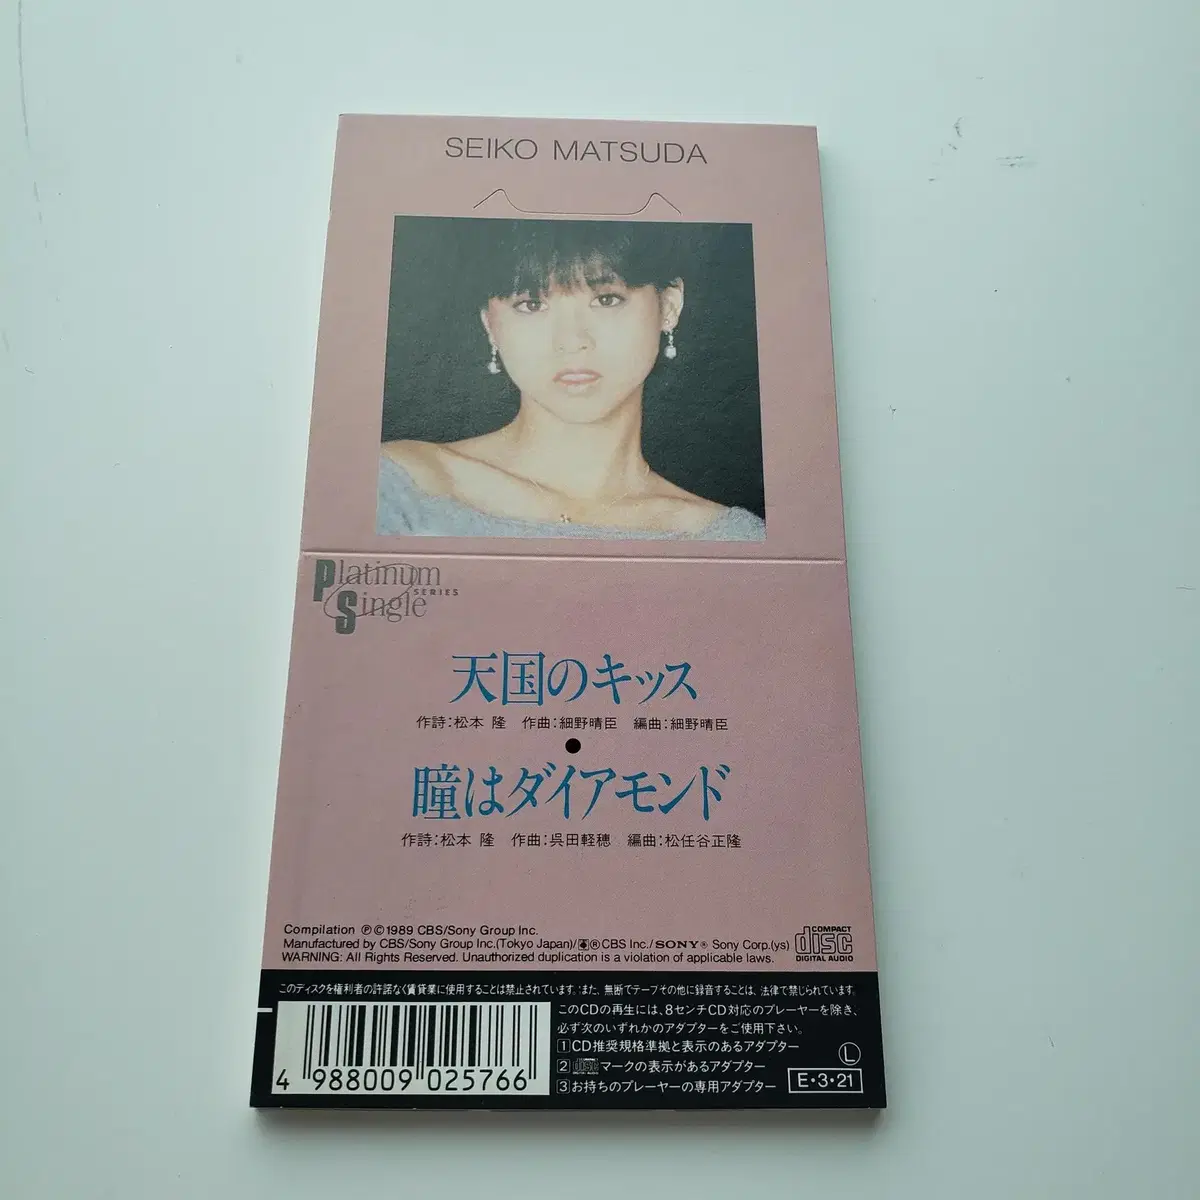 SEIKO MATSUDA
Platinum
SERIES
Single
天国のキッス
作詩:松本 隆 作曲:細野晴臣 編曲:細野晴臣
●
瞳はダイアモンド
作詩:松本 隆 作曲:呉田軽穂 編曲:松任谷正隆
Compilation ℗©1989 CBS/Sony Group Inc.
Manufactured by CBS/Sony Group Inc.(Tokyo Japan)/®CBS Inc./SONY® Sony Corp.(ys)
WARNING: All Rights Reserved. Unauthorized duplication is a violation of applicable laws.
COMPACT
disc
DIGITAL AUDIO
このディスクを権利者の許諾なく賃貸業に使用することは禁止されています。また、無断でテープその他に録音することは、法律で禁じられています。
このCDの再生には、8センチCD対応のプレーヤーを除き、
必ず次のいずれかのアダプターをご使用下さい。
1 CD推奨規格準拠と表示のあるアダプター
2 disc マークの表示があるアダプター
3 お持ちのプレーヤーの専用アダプター
L
E・3・21
4 988009 025766